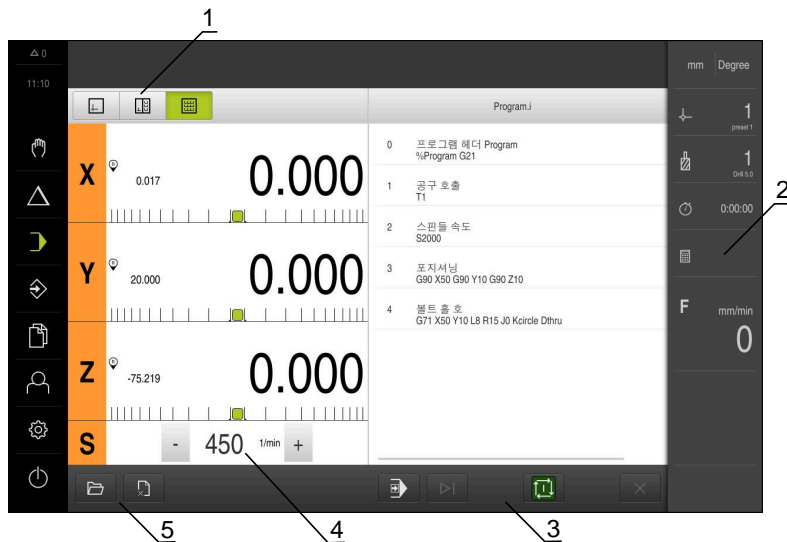 1
△ 0
mm Degree
11:10
Program.i
1
preset 1
0 프로그램 헤더 Program
%Program G21
X R 0.017 0.000
1
Drill 5.0
1 공구 호출
T1
2
0:00:00
2 스핀들 속도
S2000
Y R 20.000 0.000
3 포지셔닝
G90 X50 G90 Y10 G90 Z10
F mm/min
0
4 볼트 홀 호
G71 X50 Y10 L8 R15 J0 Kcircle Dthru
Z R -75.219 0.000
S - 450 1/min +
5
4
3